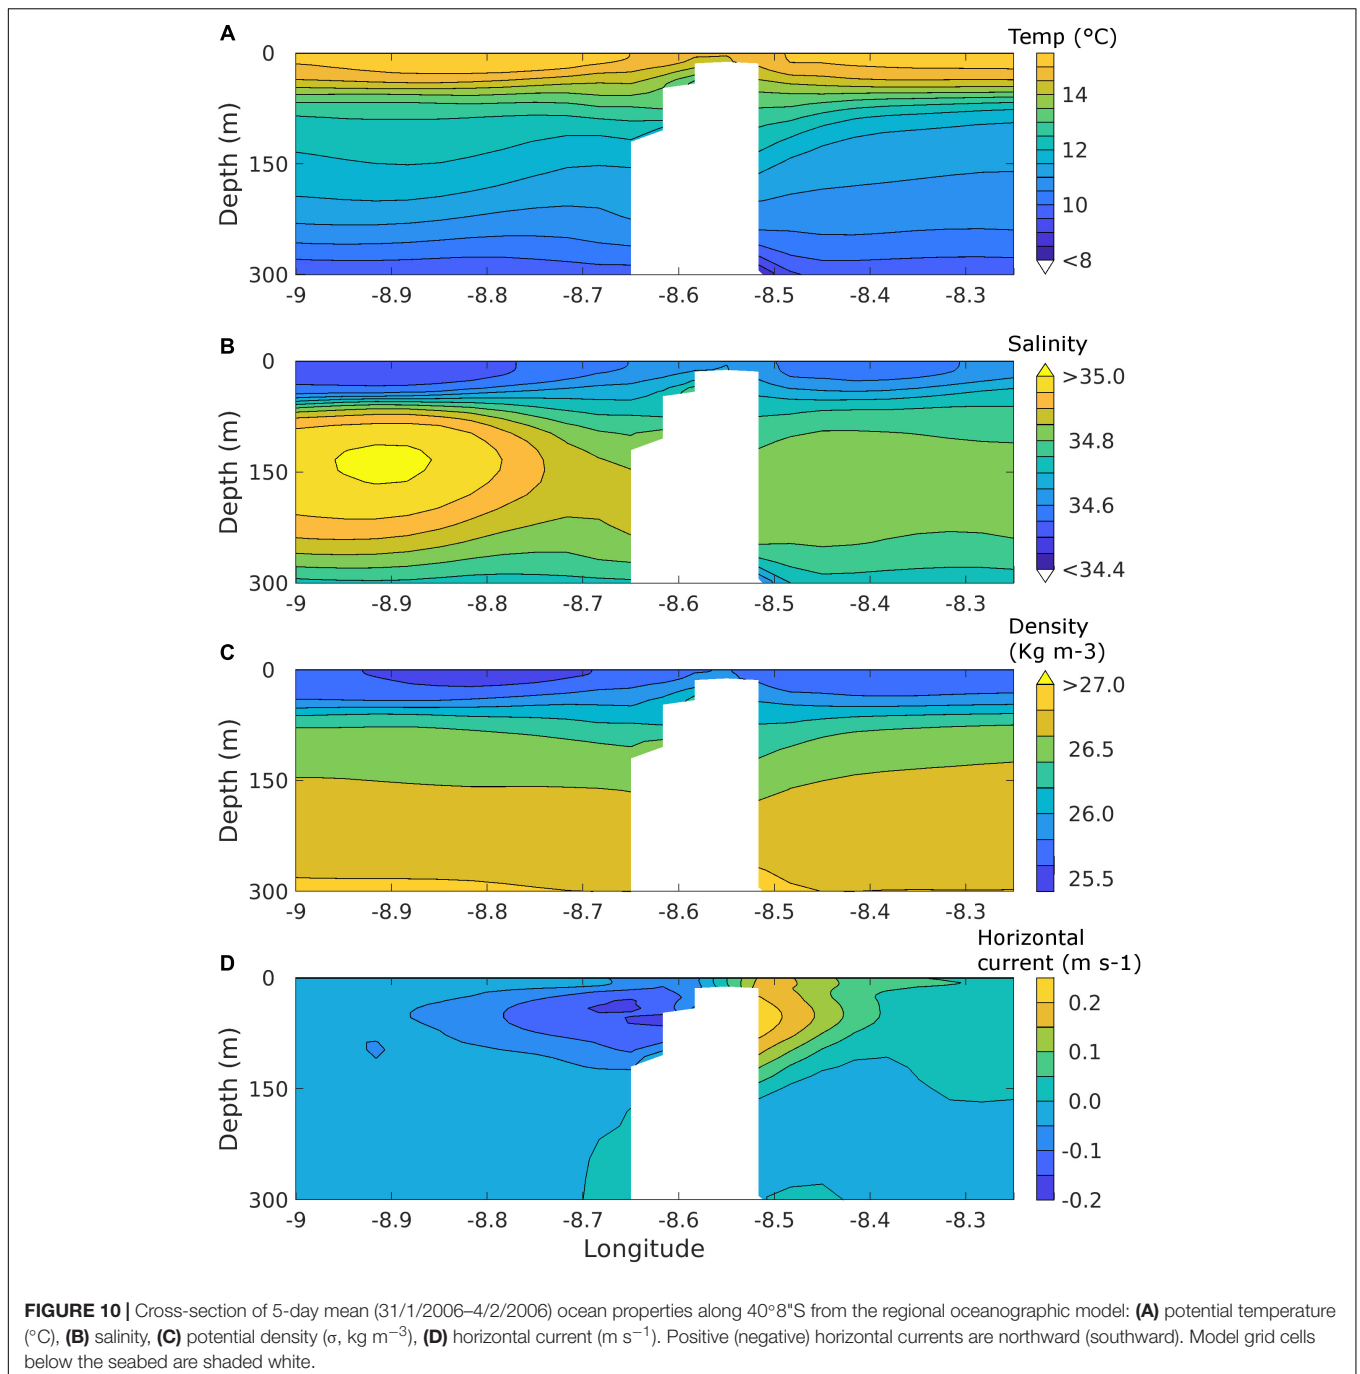 A
Temp (°C)
0
150
300
Depth (m)
14
12
10
<8
-9 -8.9 -8.8 -8.7 -8.6 -8.5 -8.4 -8.3
B
Salinity
0
150
300
Depth (m)
>35.0
34.8
34.6
<34.4
-9 -8.9 -8.8 -8.7 -8.6 -8.5 -8.4 -8.3
C
Density
(Kg m-3)
0
150
300
Depth (m)
>27.0
26.5
26.0
25.5
-9 -8.9 -8.8 -8.7 -8.6 -8.5 -8.4 -8.3
D
Horizontal
current (m s-1)
0
150
300
Depth (m)
0.2
0.1
0.0
-0.1
-0.2
-9 -8.9 -8.8 -8.7 -8.6 -8.5 -8.4 -8.3
Longitude
FIGURE 10 | Cross-section of 5-day mean (31/1/2006–4/2/2006) ocean properties along 40°8"S from the regional oceanographic model: (A) potential temperature
(°C), (B) salinity, (C) potential density (σ, kg m−3), (D) horizontal current (m s−1). Positive (negative) horizontal currents are northward (southward). Model grid cells
below the seabed are shaded white.